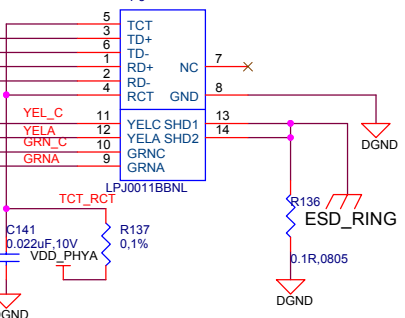 5 TCT
3 TD+
6 TD-
1 RD+ NC 7
2 RD-
4 RCT GND 8
DGND
YEL_C 11 YELC SHD1 13
YELA 12 YELA SHD2 14
GRN_C 10 GRNC
GRNA 9 GRNA
LPJ0011BBNL
TCT_RCT
R136
ESD_RING
C141
0.022uF,10V
R137
0,1%
VDD_PHYA
0.1R,0805
DGND
DGND